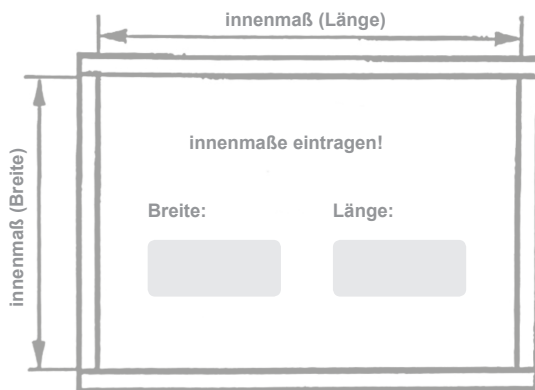 innenmaß (Länge)
innenmaß (Breite)
innenmaße eintragen!
Breite:
Länge: